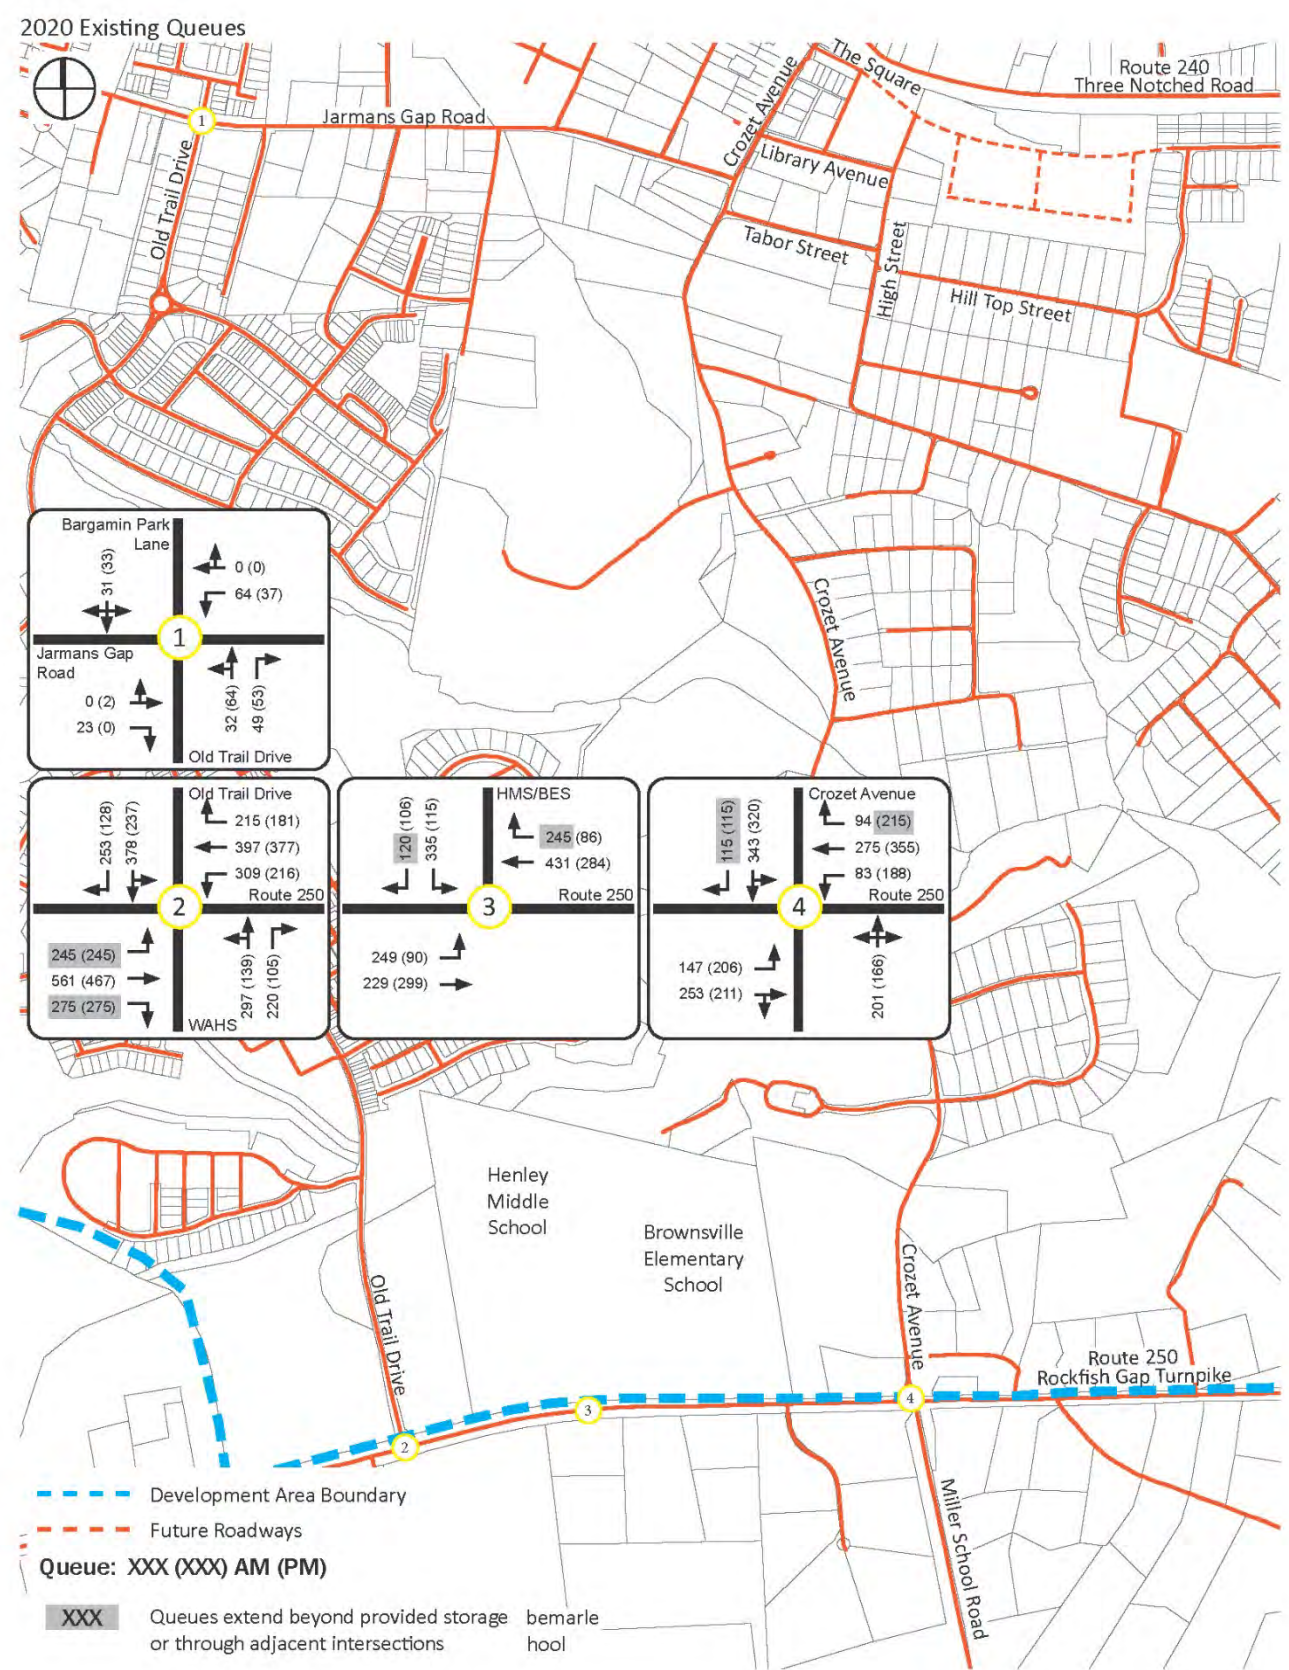 2020 Existing Queues
The Square
Route 240
Three Notched Road
1
Jarmans Gap Road
Crozet Avenue
Library Avenue
Old Trail Drive
Tabor Street
High Street
Hill Top Street
Crozet Avenue
Bargamin Park
Lane
31 (33)
0 (0)
64 (37)
1
Jarmans Gap
Road
0 (2)
23 (0)
32 (64)
49 (53)
Old Trail Drive
Old Trail Drive
253 (128)
378 (237)
215 (181)
397 (377)
309 (216)
Route 250
2
245 (245)
561 (467)
275 (275)
297 (139)
220 (105)
WAHS
HMS/BES
120 (106)
335 (115)
245 (86)
431 (284)
Route 250
3
249 (90)
229 (299)
Crozet Avenue
115 (115)
343 (320)
94 (215)
275 (355)
83 (188)
Route 250
4
147 (206)
253 (211)
201 (166)
Henley
Middle
School
Brownsville
Elementary
School
Old Trail Drive
Crozet Avenue
Route 250
Rockfish Gap Turnpike
2
3
4
Miller School Road
Development Area Boundary
Future Roadways
Queue: XXX (XXX) AM (PM)
XXX
Queues extend beyond provided storage
or through adjacent intersections
bemarle
hool